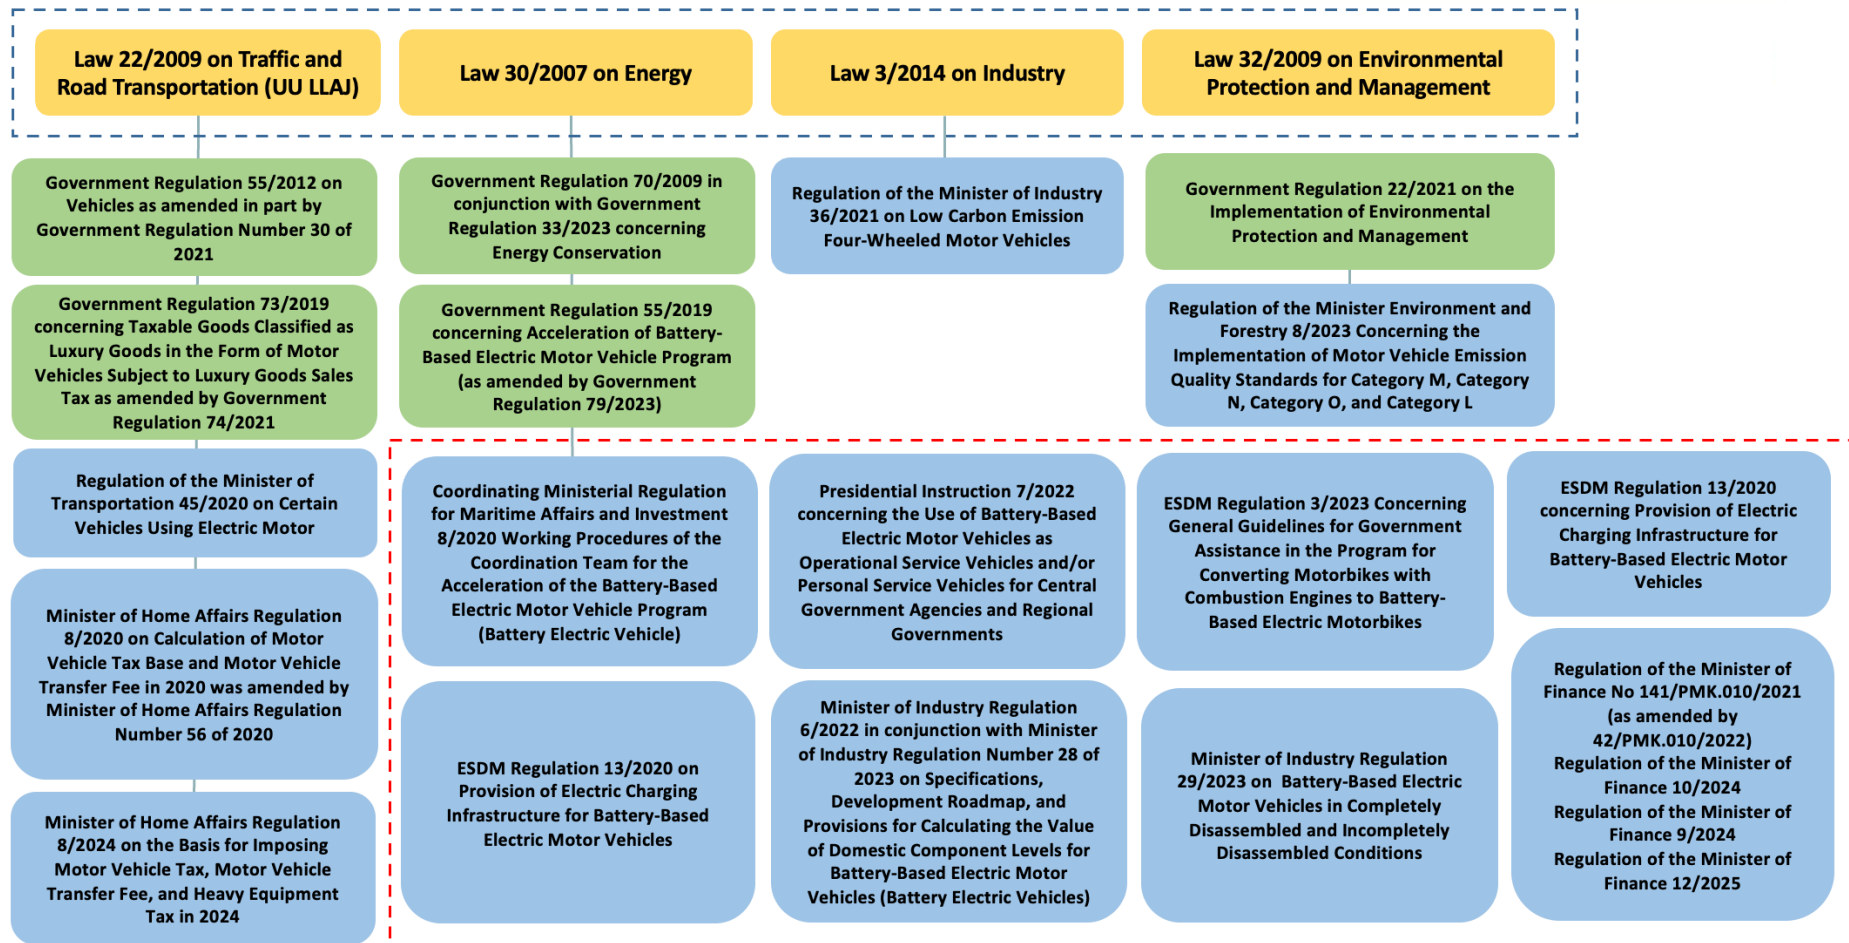 Law 22/2009 on Traffic and
Road Transportation (UU LLAJ)
Law 30/2007 on Energy
Law 3/2014 on Industry
Law 32/2009 on Environmental
Protection and Management
Government Regulation 55/2012 on
Vehicles as amended in part by
Government Regulation Number 30 of
2021
Government Regulation 70/2009 in
conjunction with Government
Regulation 33/2023 concerning
Energy Conservation
Regulation of the Minister of Industry
36/2021 on Low Carbon Emission
Four-Wheeled Motor Vehicles
Government Regulation 22/2021 on the
Implementation of Environmental
Protection and Management
Government Regulation 73/2019
concerning Taxable Goods Classified as
Luxury Goods in the Form of Motor
Vehicles Subject to Luxury Goods Sales
Tax as amended by Government
Regulation 74/2021
Government Regulation 55/2019
concerning Acceleration of Battery-
Based Electric Motor Vehicle Program
(as amended by Government
Regulation 79/2023)
Regulation of the Minister Environment and
Forestry 8/2023 Concerning the
Implementation of Motor Vehicle Emission
Quality Standards for Category M, Category
N, Category O, and Category L
Regulation of the Minister of
Transportation 45/2020 on Certain
Vehicles Using Electric Motor
Minister of Home Affairs Regulation
8/2020 on Calculation of Motor
Vehicle Tax Base and Motor Vehicle
Transfer Fee in 2020 was amended by
Minister of Home Affairs Regulation
Number 56 of 2020
Minister of Home Affairs Regulation
8/2024 on the Basis for Imposing
Motor Vehicle Tax, Motor Vehicle
Transfer Fee, and Heavy Equipment
Tax in 2024
Coordinating Ministerial Regulation
for Maritime Affairs and Investment
8/2020 Working Procedures of the
Coordination Team for the
Acceleration of the Battery-Based
Electric Motor Vehicle Program
(Battery Electric Vehicle)
Presidential Instruction 7/2022
concerning the Use of Battery-Based
Electric Motor Vehicles as
Operational Service Vehicles and/or
Personal Service Vehicles for Central
Government Agencies and Regional
Governments
ESDM Regulation 3/2023 Concerning
General Guidelines for Government
Assistance in the Program for
Converting Motorbikes with
Combustion Engines to Battery-
Based Electric Motorbikes
ESDM Regulation 13/2020
concerning Provision of Electric
Charging Infrastructure for
Battery-Based Electric Motor
Vehicles
ESDM Regulation 13/2020 on
Provision of Electric Charging
Infrastructure for Battery-Based
Electric Motor Vehicles
Minister of Industry Regulation
6/2022 in conjunction with Minister
of Industry Regulation Number 28 of
2023 on Specifications,
Development Roadmap, and
Provisions for Calculating the Value
of Domestic Component Levels for
Battery-Based Electric Motor
Vehicles (Battery Electric Vehicles)
Minister of Industry Regulation
29/2023 on Battery-Based Electric
Motor Vehicles in Completely
Disassembled and Incompletely
Disassembled Conditions
Regulation of the Minister of
Finance No 141/PMK.010/2021
(as amended by
42/PMK.010/2022)
Regulation of the Minister of
Finance 10/2024
Regulation of the Minister of
Finance 9/2024
Regulation of the Minister of
Finance 12/2025